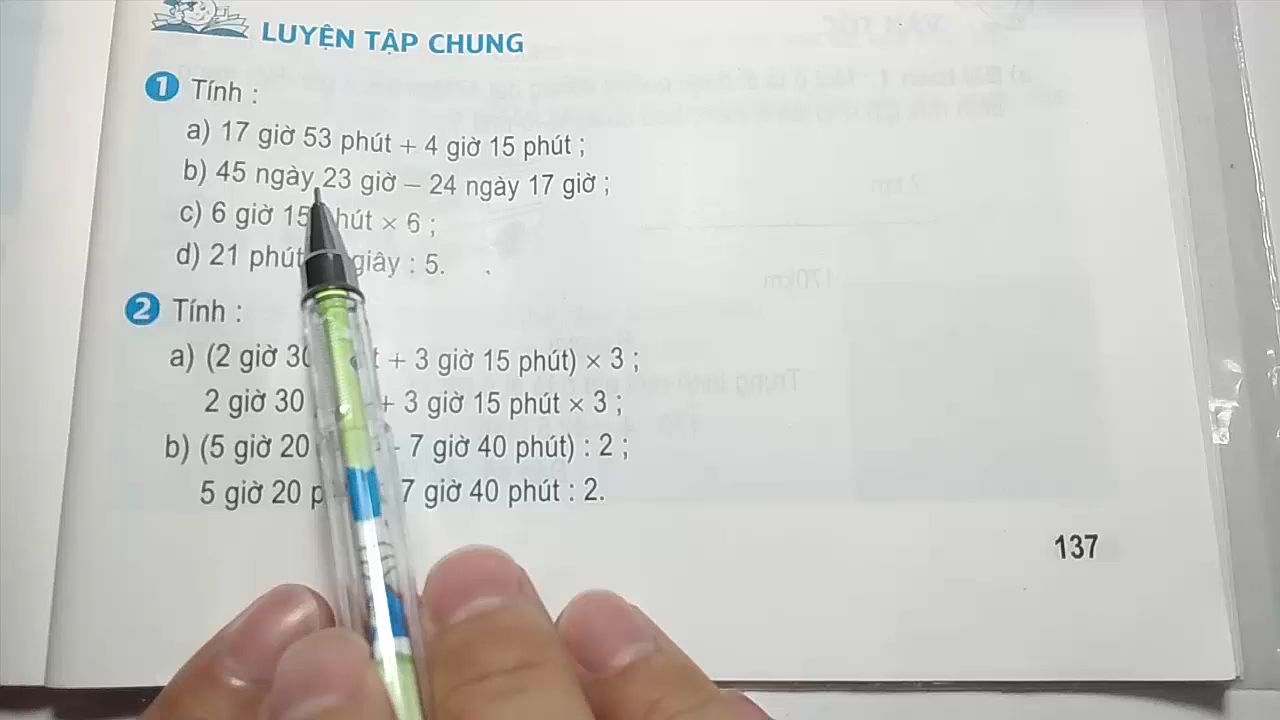 LUYỆN TẬP CHUNG
1 Tính :
a) 17 giờ 53 phút + 4 giờ 15 phút ;
b) 45 ngày 23 giờ – 24 ngày 17 giờ ;
c) 6 giờ 15 phút × 6 ;
d) 21 phút giây : 5.
2 Tính :
a) (2 giờ 30 + 3 giờ 15 phút) × 3 ;
2 giờ 30 + 3 giờ 15 phút × 3 ;
b) (5 giờ 20 7 giờ 40 phút) : 2 ;
5 giờ 20 7 giờ 40 phút : 2.
137